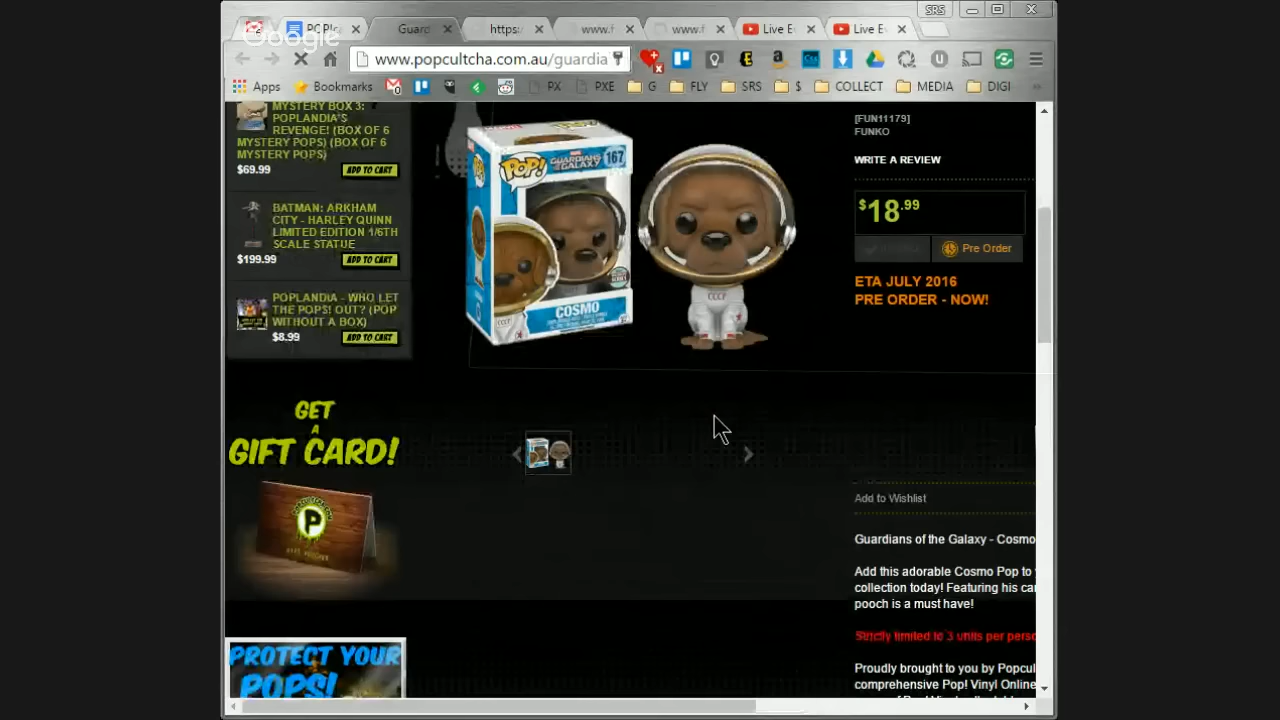 SRS
Google
PC Ple
Guard
https:
www.f
www.f
Live E
Live E
www.popcultcha.com.au/guardia
Apps
Bookmarks
PX
PXE
G
FLY
SRS
$
COLLECT
MEDIA
DIGI
MYSTERY BOX 3:
POPLANDIA'S
REVENGE! (BOX OF 6
MYSTERY POPS) (BOX OF 6
MYSTERY POPS)
$69.99
ADD TO CART
BATMAN: ARKHAM
CITY - HARLEY QUINN
LIMITED EDITION 1/6TH
SCALE STATUE
$199.99
ADD TO CART
POPLANDIA - WHO LET
THE POPS! OUT? (POP
WITHOUT A BOX)
$8.99
ADD TO CART
GET
A
GIFT CARD!
P
PROTECT YOUR
POPS!
POP!
MARVEL
GUARDIANS
GALAXY
167
COSMO
CCCP
[FUN11179]
FUNKO
WRITE A REVIEW
$18.99
Pre Order
ETA JULY 2016
PRE ORDER - NOW!
Add to Wishlist
Guardians of the Galaxy - Cosmo
Add this adorable Cosmo Pop to
collection today! Featuring his ca
pooch is a must have!
Strictly limited to 3 units per perso
Proudly brought to you by Popcul
comprehensive Pop! Vinyl Online